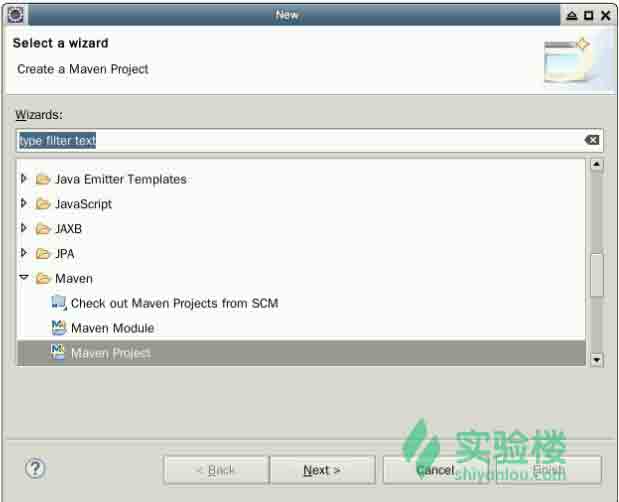 New
Select a wizard
Create a Maven Project
Wizards:
type filter text
Java Emitter Templates
JavaScript
JAXB
JPA
Maven
Check out Maven Projects from SCM
Maven Module
Maven Project
实验楼
shiyanlou.com
< Back
Next >
Cancel
Finish